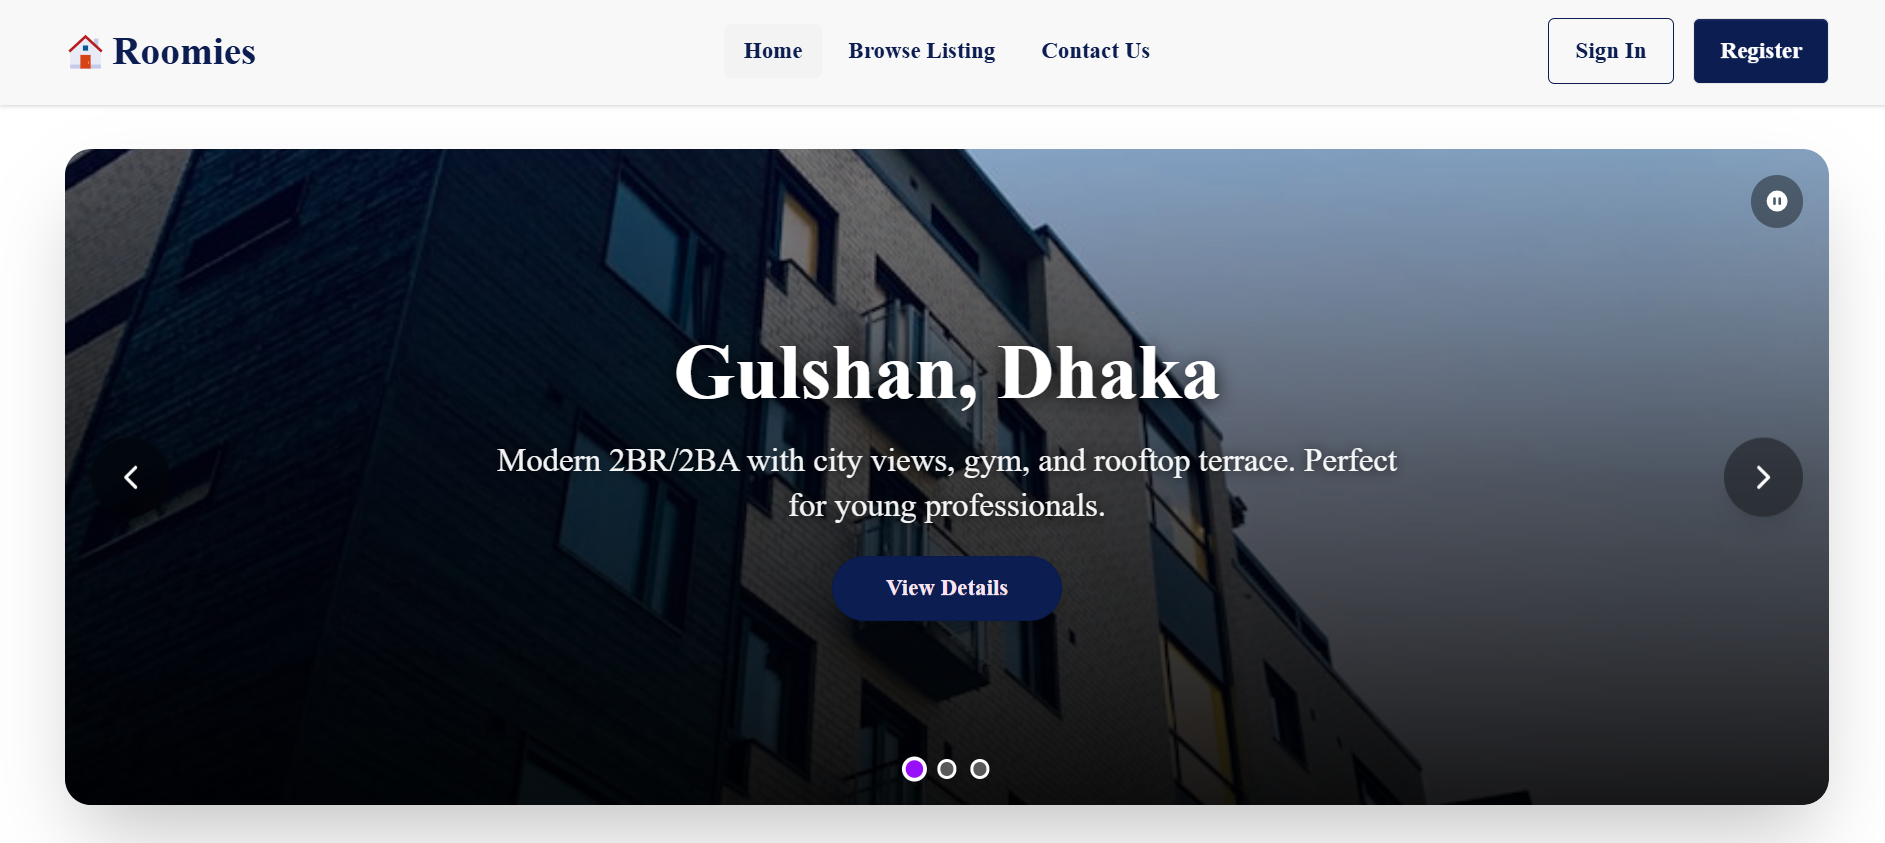 Roomies
Home
Browse Listing
Contact Us
Sign In
Register
Gulshan, Dhaka
Modern 2BR/2BA with city views, gym, and rooftop terrace. Perfect
for young professionals.
View Details